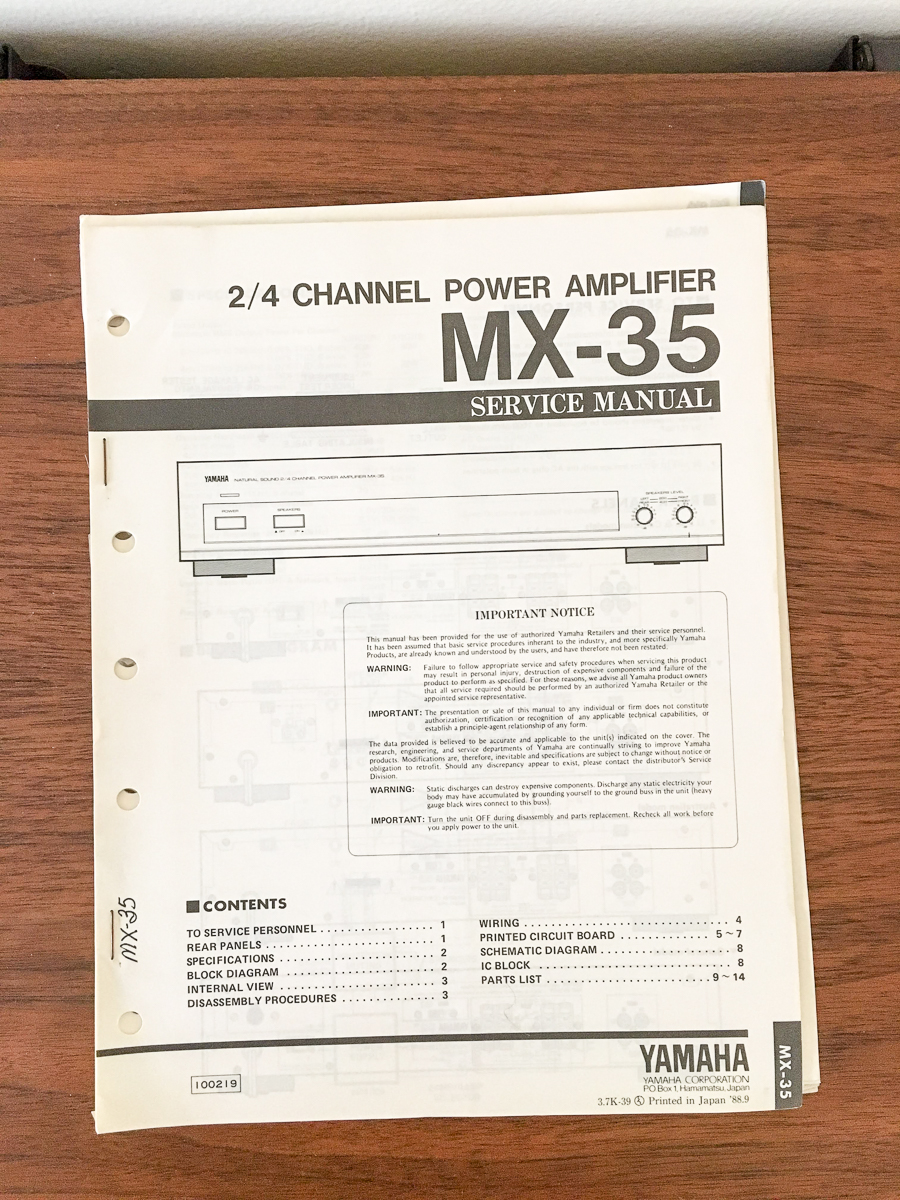 2/4 CHANNEL POWER AMPLIFIER
MX-35
SERVICE MANUAL
YAMAHA NATURAL SOUND 2/4 CHANNEL POWER AMPLIFIER MX-35
POWER
SPEAKERS
SPEAKERS LEVEL
IMPORTANT NOTICE
This manual has been provided for the use of authorized Yamaha Retailers and their service personnel.
It has been assumed that basic service procedures inherant to the industry, and more specifically Yamaha
Products, are already known and understood by the users, and have therefore not been restated.
WARNING: Failure to follow appropriate service and safety procedures when servicing this product
may result in personal injury, destruction of expensive components and failure of the
product to perform as specified. For these reasons, we advise all Yamaha product owners
that all service required should be performed by an authorized Yamaha Retailer or the
appointed service representative.
IMPORTANT: The presentation or sale of this manual to any individual or firm does not constitute
authorization, certification or recognition of any applicable technical capabilities, or
establish a principle-agent relationship of any form.
The data provided is believed to be accurate and applicable to the unit(s) indicated on the cover. The
research, engineering, and service departments of Yamaha are continually striving to improve Yamaha
products. Modifications are, therefore, inevitable and specifications are subject to change without notice or
obligation to retrofit. Should any discrepancy appear to exist, please contact the distributor's Service
Division.
WARNING: Static discharges can destroy expensive components. Discharge any static electricity your
body may have accumulated by grounding yourself to the ground buss in the unit (heavy
gauge black wires connect to this buss).
IMPORTANT: Turn the unit OFF during disassembly and parts replacement. Recheck all work before
you apply power to the unit.
MX-35
■CONTENTS
TO SERVICE PERSONNEL . . . . . . . . . . . . . . . . 1
REAR PANELS . . . . . . . . . . . . . . . . . . . . . . . . 1
SPECIFICATIONS . . . . . . . . . . . . . . . . . . . . . . 2
BLOCK DIAGRAM . . . . . . . . . . . . . . . . . . . . . 2
INTERNAL VIEW . . . . . . . . . . . . . . . . . . . . . . 3
DISASSEMBLY PROCEDURES . . . . . . . . . . . . . 3
WIRING . . . . . . . . . . . . . . . . . . . . . . . . . . . . . 4
PRINTED CIRCUIT BOARD . . . . . . . . . . . . 5 ~ 7
SCHEMATIC DIAGRAM . . . . . . . . . . . . . . . . . 8
IC BLOCK . . . . . . . . . . . . . . . . . . . . . . . . . . . 8
PARTS LIST . . . . . . . . . . . . . . . . . . . . . . . 9 ~ 14
100219
YAMAHA
YAMAHA CORPORATION
PO Box 1, Hamamatsu, Japan
3.7K-39 Printed in Japan '88.9
MX-35